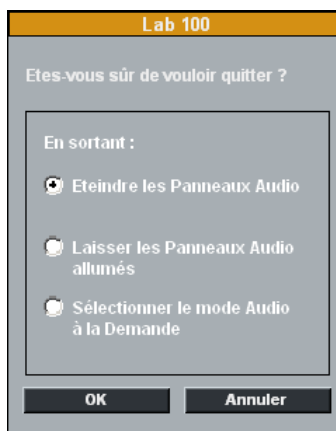 Lab 100
Etes-vous sûr de vouloir quitter ?
En sortant :
Eteindre les Panneaux Audio
Laisser les Panneaux Audio
allumés
Sélectionner le mode Audio
à la Demande
OK
Annuler